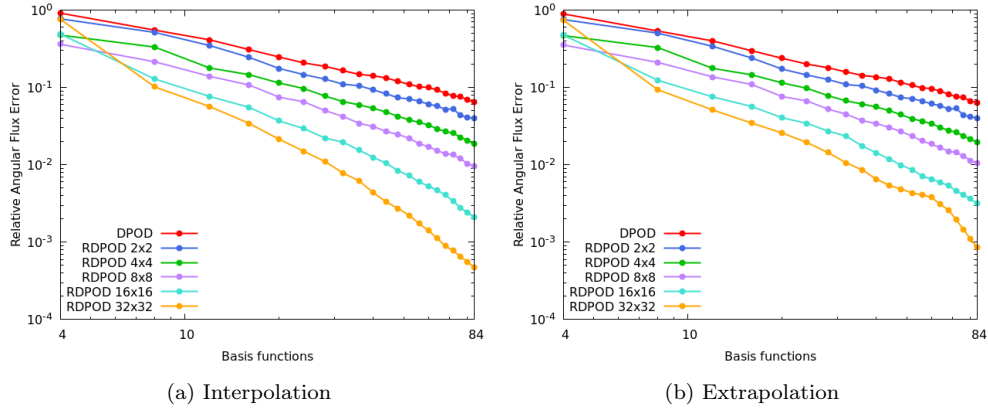 Relative Angular Flux Error
10^0
10^-1
10^-2
10^-3
10^-4
DPOD
RDPOD 2x2
RDPOD 4x4
RDPOD 8x8
RDPOD 16x16
RDPOD 32x32
4 10 84
Basis functions
(a) Interpolation
Relative Angular Flux Error
10^0
10^-1
10^-2
10^-3
10^-4
DPOD
RDPOD 2x2
RDPOD 4x4
RDPOD 8x8
RDPOD 16x16
RDPOD 32x32
4 10 84
Basis functions
(b) Extrapolation